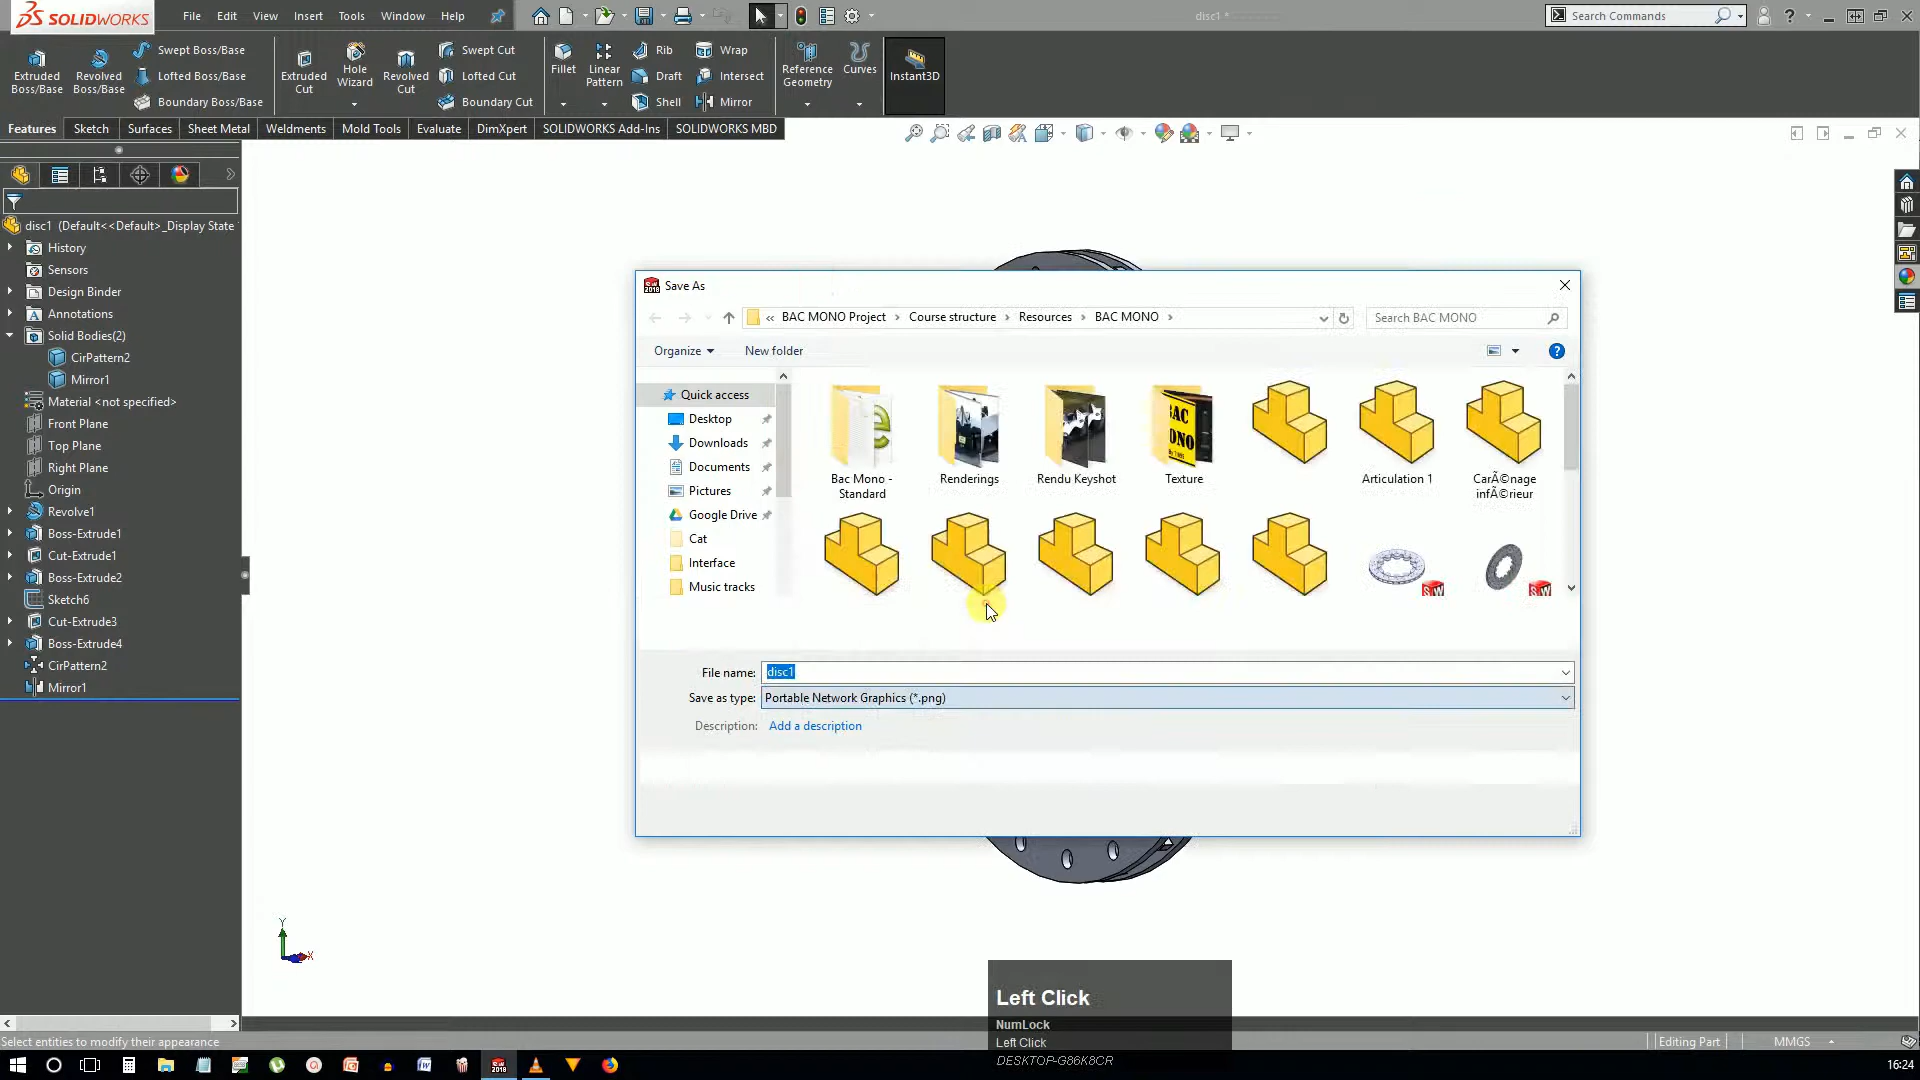 SOLIDWORKS
File Edit View Insert Tools Window Help
disc1 *
Search Commands
Extruded Boss/Base
Revolved Boss/Base
Swept Boss/Base
Lofted Boss/Base
Boundary Boss/Base
Extruded Cut
Hole Wizard
Revolved Cut
Swept Cut
Lofted Cut
Boundary Cut
Fillet
Linear Pattern
Rib
Draft
Shell
Wrap
Intersect
Mirror
Reference Geometry
Curves
Instant3D
Features Sketch Surfaces Sheet Metal Weldments Mold Tools Evaluate DimXpert SOLIDWORKS Add-Ins SOLIDWORKS MBD
disc1 (Default<<Default>_Display State
History
Sensors
Design Binder
Annotations
Solid Bodies(2)
CirPattern2
Mirror1
Material <not specified>
Front Plane
Top Plane
Right Plane
Origin
Revolve1
Boss-Extrude1
Cut-Extrude1
Boss-Extrude2
Sketch6
Cut-Extrude3
Boss-Extrude4
CirPattern2
Mirror1
Save As
« BAC MONO Project › Course structure › Resources › BAC MONO ›
Search BAC MONO
Organize
New folder
Quick access
Desktop
Downloads
Documents
Pictures
Google Drive
Cat
Interface
Music tracks
BAC
MONO
Bac Mono - Standard
Renderings
Rendu Keyshot
Texture
Articulation 1
CarÃ©nage infÃ©rieur
File name: disc1
Save as type: Portable Network Graphics (*.png)
Description: Add a description
Left Click
NumLock
Left Click
DESKTOP-G86K8CR
Select entities to modify their appearance
Editing Part
MMGS
16:24